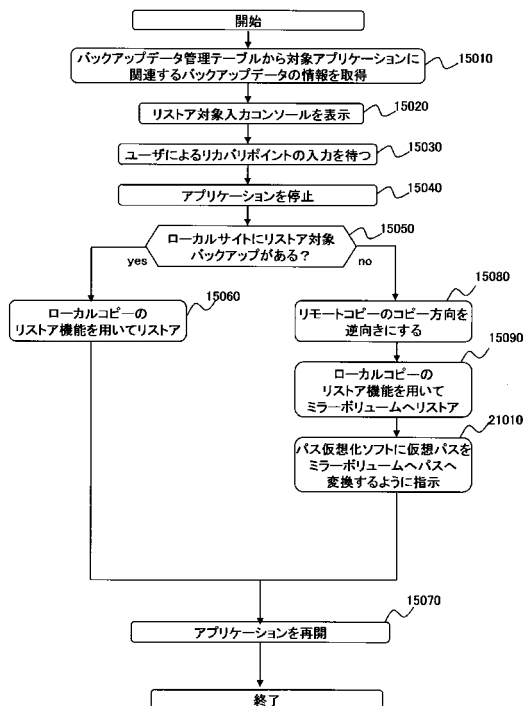 開始
バックアップデータ管理テーブルから対象アプリケーションに
関連するバックアップデータの情報を取得
15010
リストア対象入力コンソールを表示
15020
ユーザによるリカバリポイントの入力を待つ
15030
アプリケーションを停止
15040
ローカルサイトにリストア対象
バックアップがある?
15050
yes
no
ローカルコピーの
リストア機能を用いてリストア
15060
リモートコピーのコピー方向を
逆向きにする
15080
ローカルコピーの
リストア機能を用いて
ミラーボリュームへリストア
15090
パス仮想化ソフトに仮想パスを
ミラーボリュームへパスへ
変換するように指示
21010
アプリケーションを再開
15070
終了